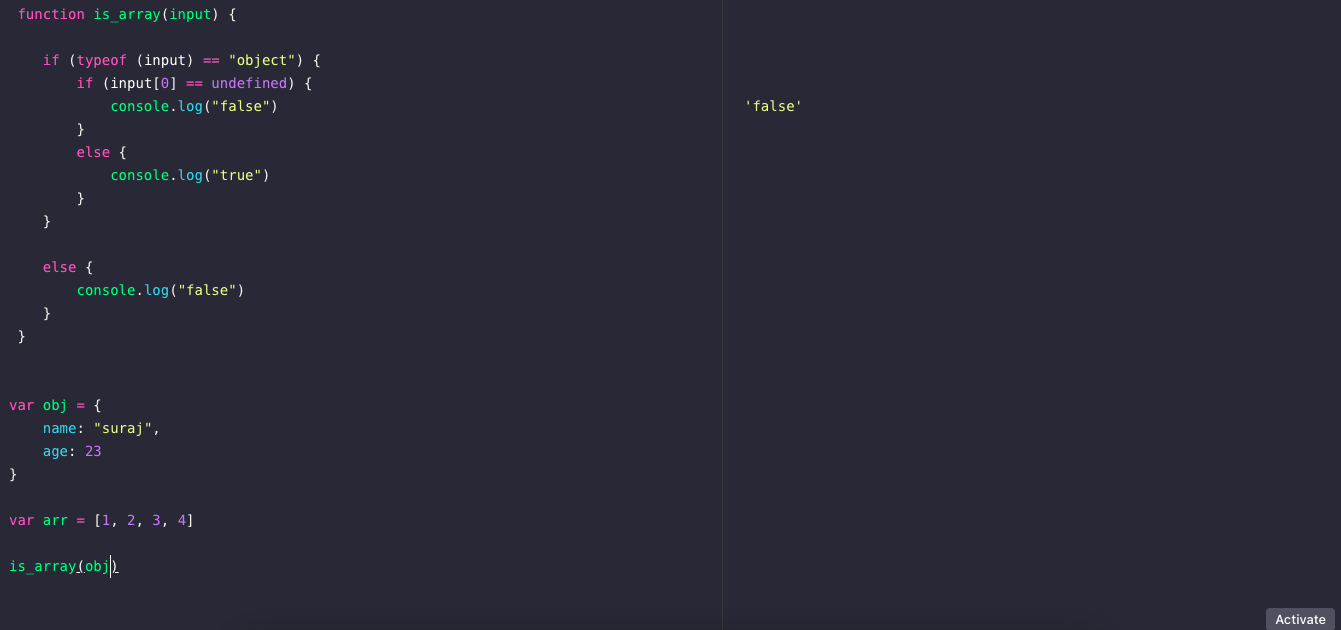 function is_array(input) {
if (typeof (input) == "object") {
if (input[0] == undefined) {
console.log("false")
'false'
}
else {
console.log("true")
}
}
else {
console.log("false")
}
}
var obj = {
name: "suraj",
age: 23
}
var arr = [1, 2, 3, 4]
is_array(obj)
Activate